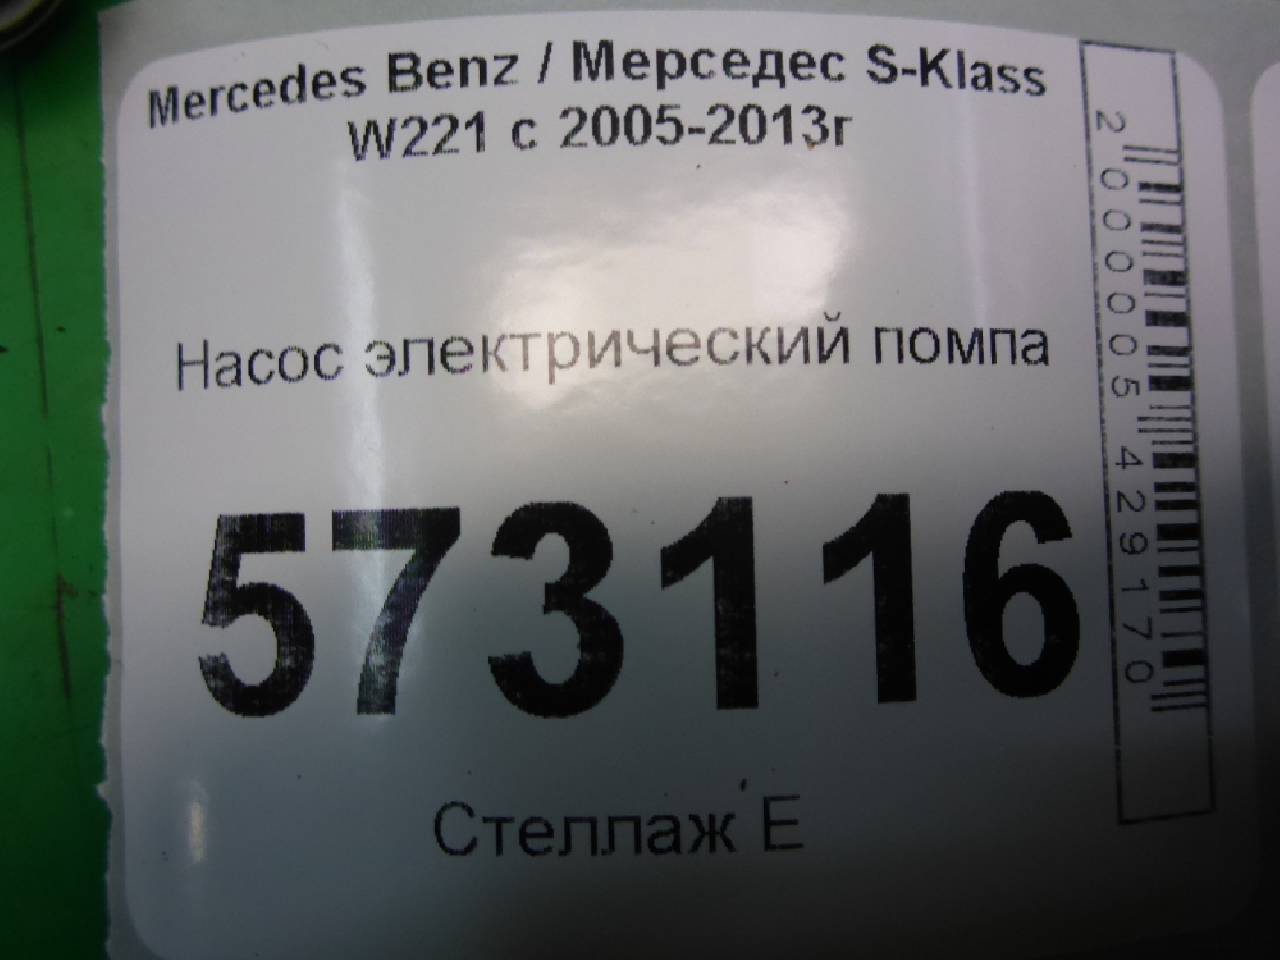 Mercedes Benz / Мерседес S-Klass
W221 с 2005-2013г
Насос электрический помпа
573116
Стеллаж Е
2000005429170